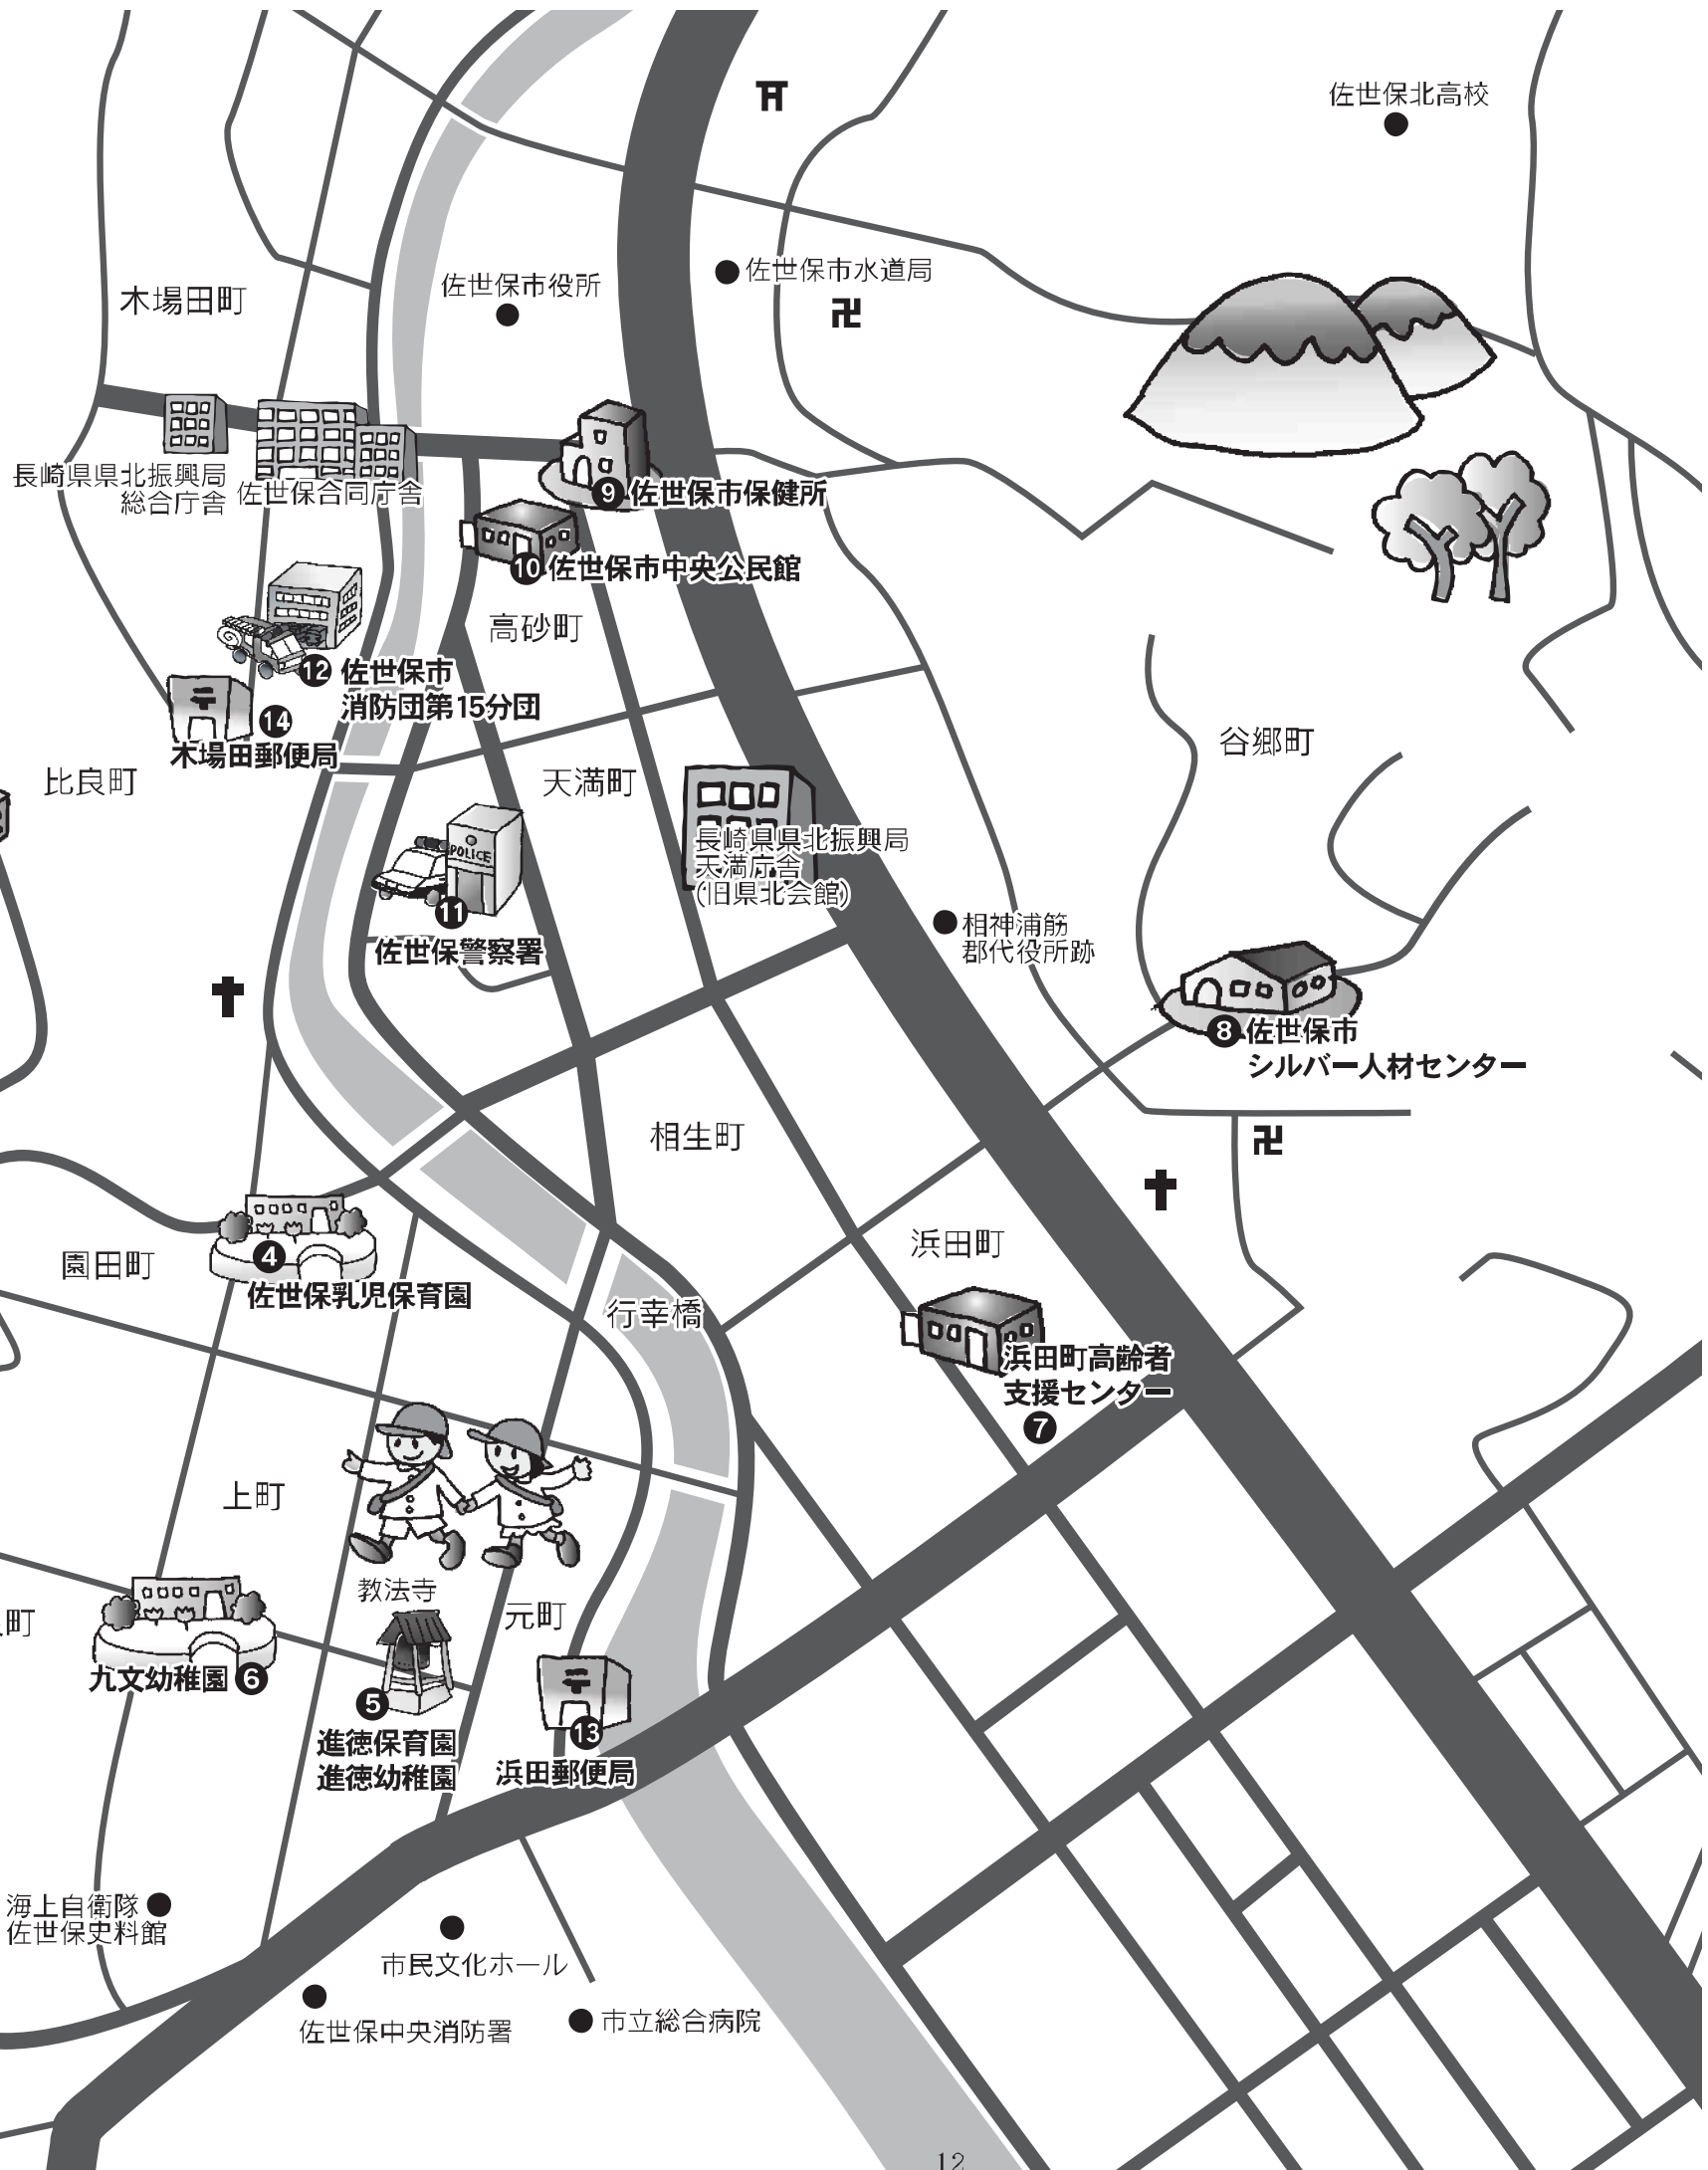 佐世保北高校
佐世保市水道局
佐世保市役所
木場田町
長崎県県北振興局
総合庁舎
佐世保合同庁舎
9 佐世保市保健所
10 佐世保市中央公民館
高砂町
12 佐世保市
消防団第15分団
14
木場田郵便局
比良町
天満町
谷郷町
長崎県県北振興局
天満庁舎
(旧県北会館)
POLICE
11
佐世保警察署
相神浦筋
郡代役所跡
8 佐世保市
シルバー人材センター
相生町
浜田町
園田町
4
佐世保乳児保育園
行幸橋
浜田町高齢者
支援センター
7
上町
教法寺
元町
町
九文幼稚園 6
5
進徳保育園
進徳幼稚園
13
浜田郵便局
海上自衛隊
佐世保史料館
市民文化ホール
佐世保中央消防署
市立総合病院
12